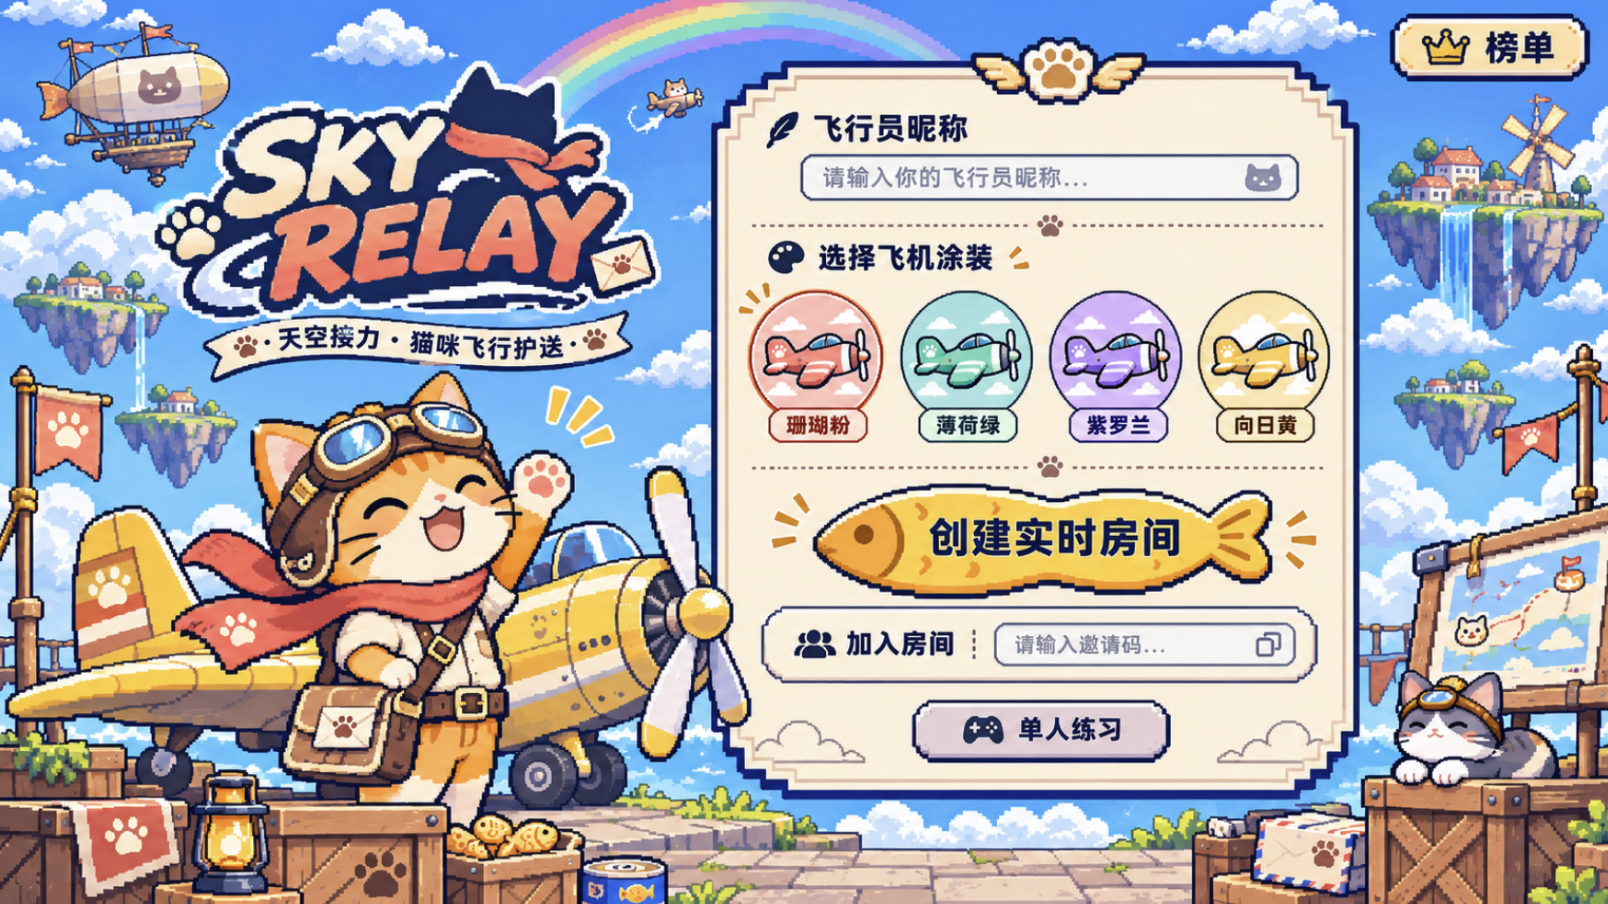 SKY
RELAY
·天空接力·猫咪飞行护送·
榜单
飞行员昵称
请输入你的飞行员昵称...
选择飞机涂装
珊瑚粉
薄荷绿
紫罗兰
向日黄
创建实时房间
加入房间
请输入邀请码...
单人练习